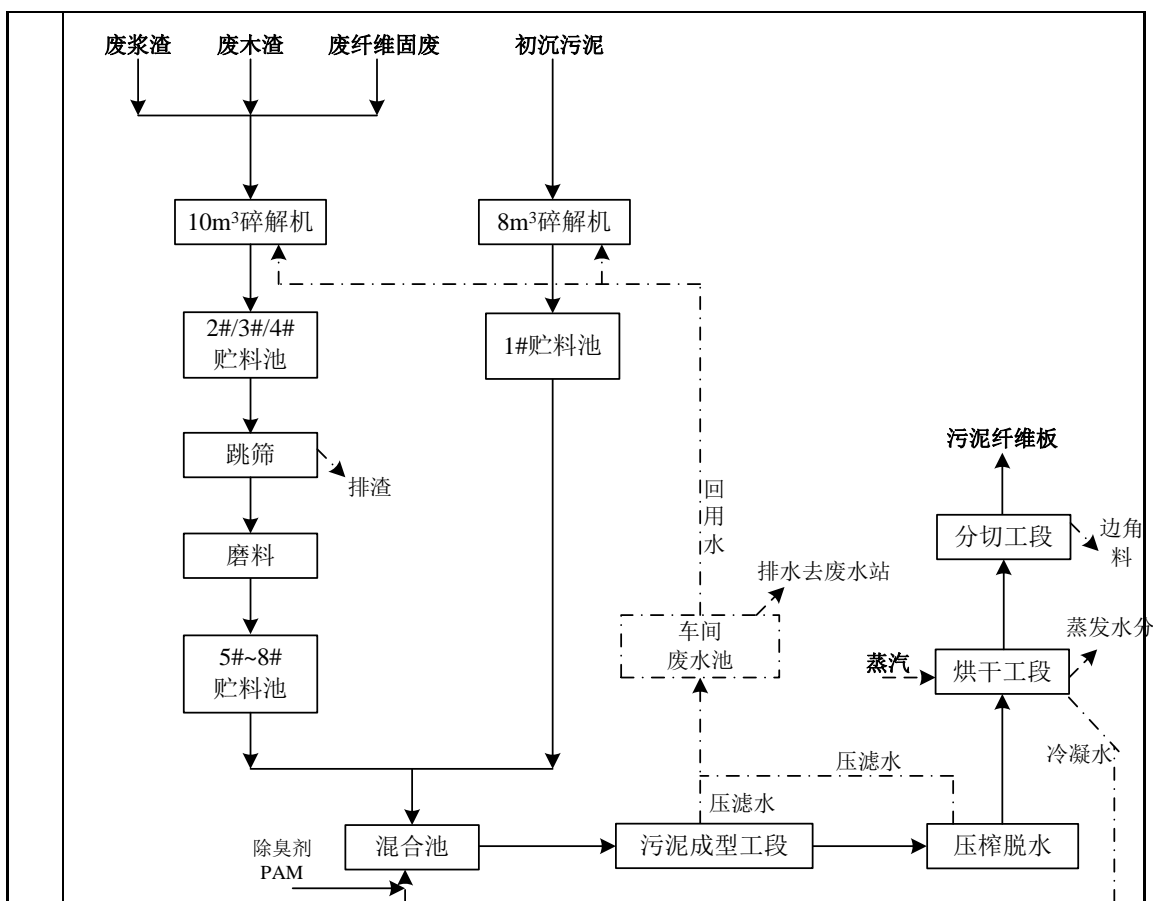 废浆渣 废木渣 废纤维固废 初沉污泥
10m³碎解机 8m³碎解机
2#/3#/4#
贮料池
1#贮料池
跳筛
排渣
磨料
5#~8#
贮料池
回
用
水
污泥纤维板
分切工段
边角
料
排水去废水站
车间
废水池
蒸发水分
蒸汽
烘干工段
冷凝水
压滤水
压滤水
除臭剂
PAM
混合池 污泥成型工段 压榨脱水